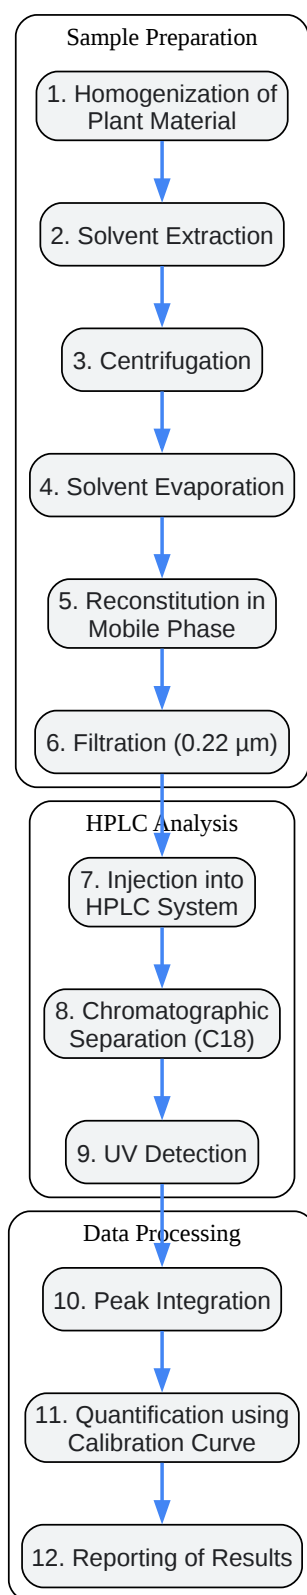 Sample Preparation
1. Homogenization of
Plant Material
2. Solvent Extraction
3. Centrifugation
4. Solvent Evaporation
5. Reconstitution in
Mobile Phase
6. Filtration (0.22 µm)
HPLC Analysis
7. Injection into
HPLC System
8. Chromatographic
Separation (C18)
9. UV Detection
Data Processing
10. Peak Integration
11. Quantification using
Calibration Curve
12. Reporting of Results